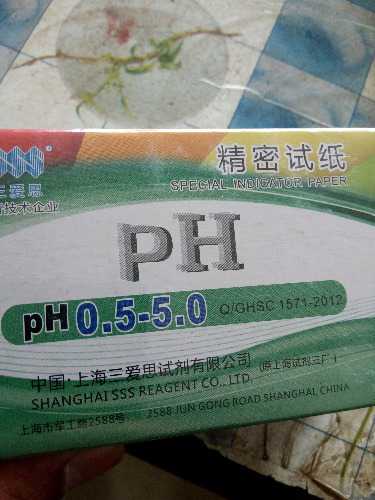 精密试纸
三爱思
SPECIAL INDICATOR PAPER
技术企业
pH
pH 0.5-5.0 Q/GHSC 1571-2012
中国·上海三爱思试剂有限公司 (原上海试剂三厂)
SHANGHAI SSS REAGENT CO., LTD.
上海市军工路2588号 2588 JUN GONG ROAD SHANGHAI CHINA